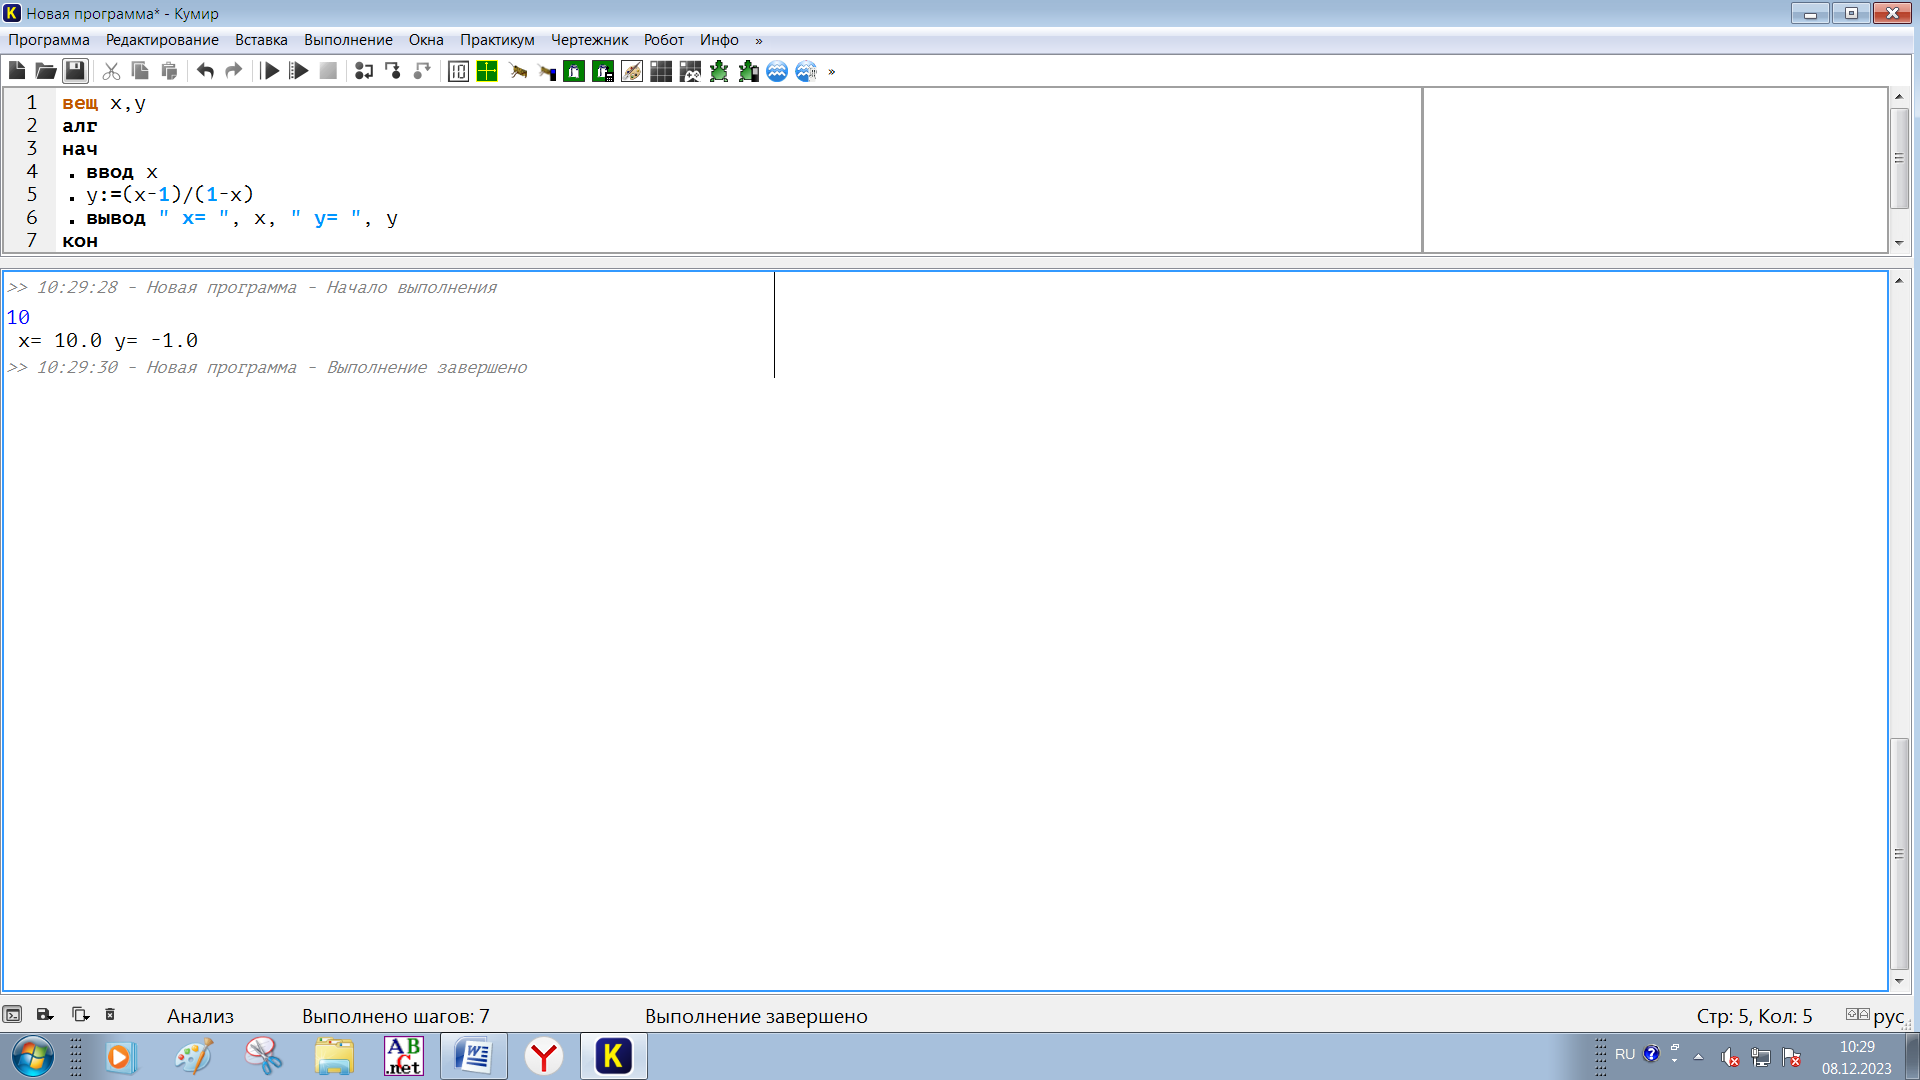 Новая программа* - Кумир
Программа Редактирование Вставка Выполнение Окна Практикум Чертежник Робот Инфо »
»
1 вещ x,y
2 алг
3 нач
4 . ввод x
5 . y:=(x-1)/(1-x)
6 . вывод " x= ", x, " y= ", y
7 кон
>> 10:29:28 - Новая программа - Начало выполнения
10
x= 10.0 y= -1.0
>> 10:29:30 - Новая программа - Выполнение завершено
Анализ Выполнено шагов: 7 Выполнение завершено Стр: 5, Кол: 5 рус
RU 10:29
08.12.2023
AB
C
.net
W
Y
K